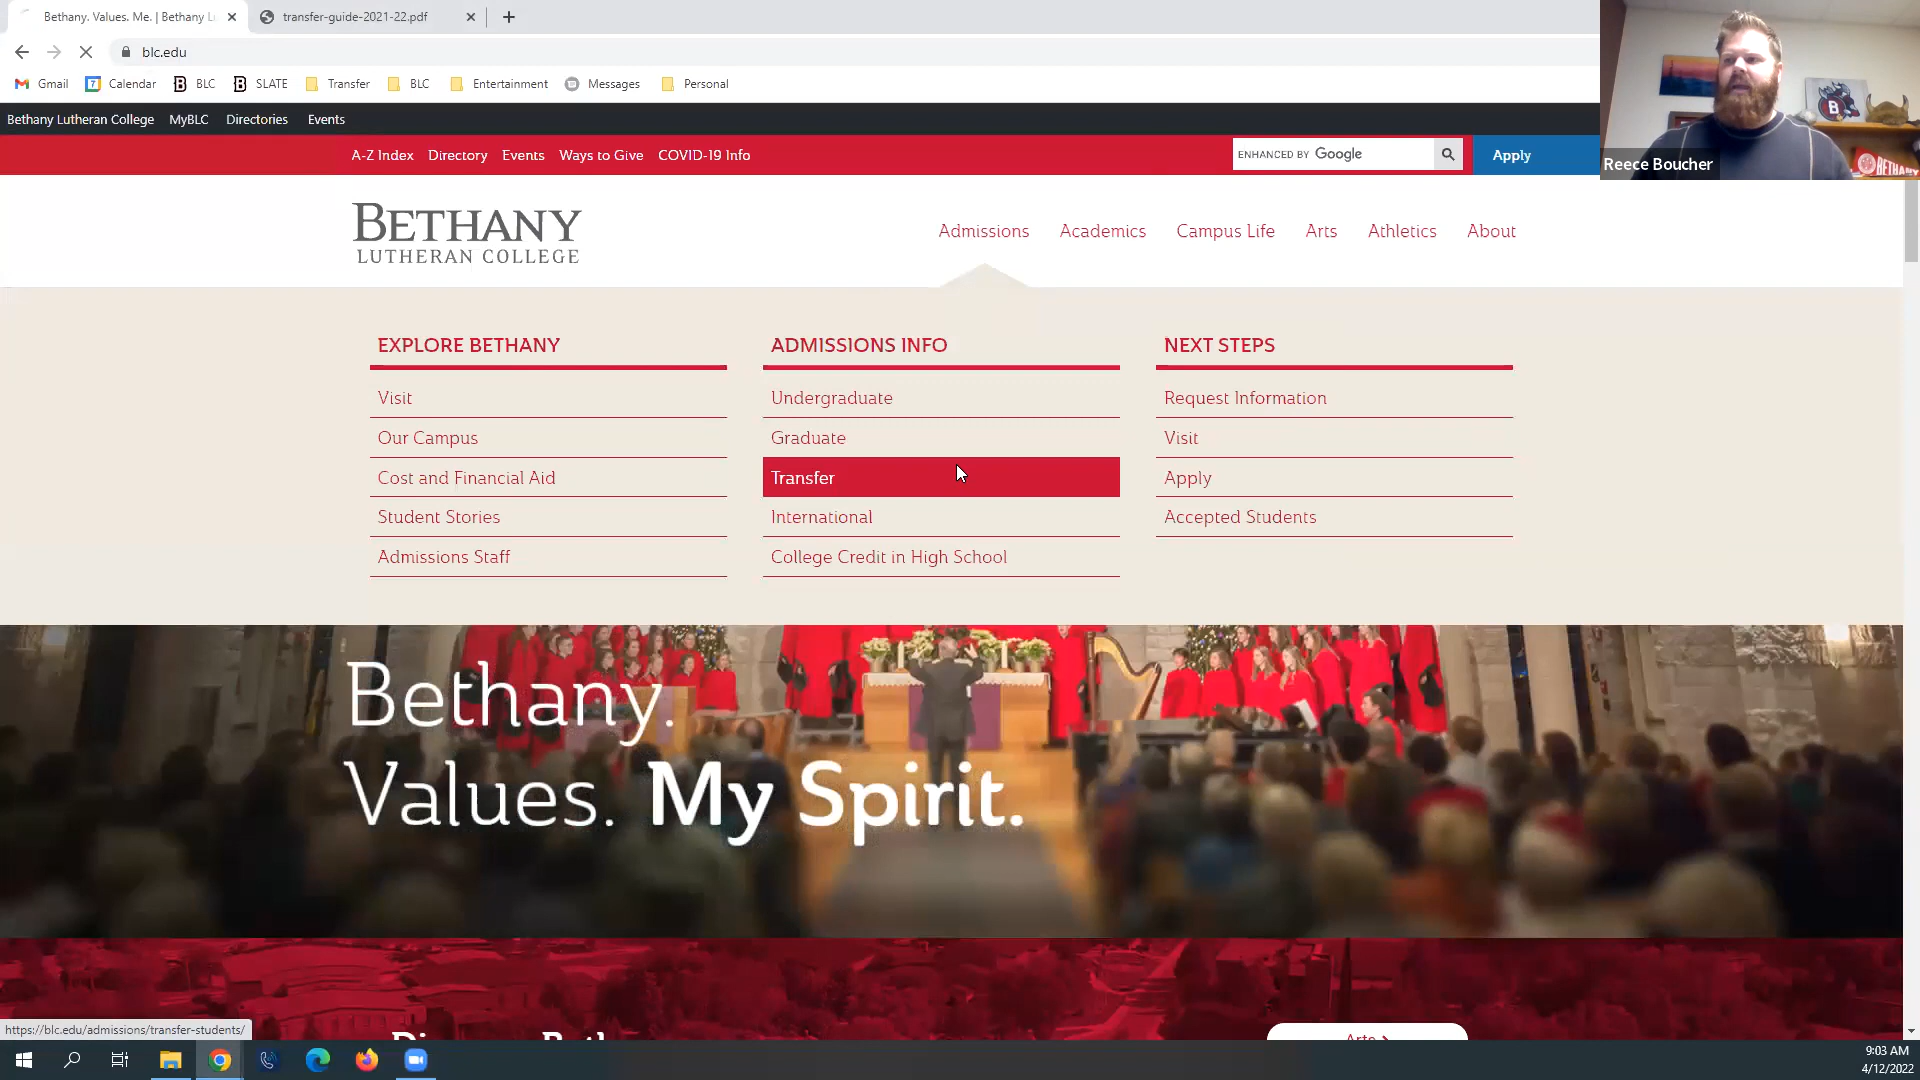 Bethany. Values. Me. | Bethany Lu
transfer-guide-2021-22.pdf
blc.edu
Gmail
7
Calendar
B
BLC
B
SLATE
Transfer
BLC
Entertainment
Messages
Personal
Bethany Lutheran College
MyBLC
Directories
Events
A-Z Index
Directory
Events
Ways to Give
COVID-19 Info
ENHANCED BY Google
Apply
B
BETHANY
Reece Boucher
BETHANY
LUTHERAN COLLEGE
Admissions
Academics
Campus Life
Arts
Athletics
About
EXPLORE BETHANY
Visit
Our Campus
Cost and Financial Aid
Student Stories
Admissions Staff
ADMISSIONS INFO
Undergraduate
Graduate
Transfer
International
College Credit in High School
NEXT STEPS
Request Information
Visit
Apply
Accepted Students
Bethany.
Values. My Spirit.
Arts >
https://blc.edu/admissions/transfer-students/
9:03 AM
4/12/2022